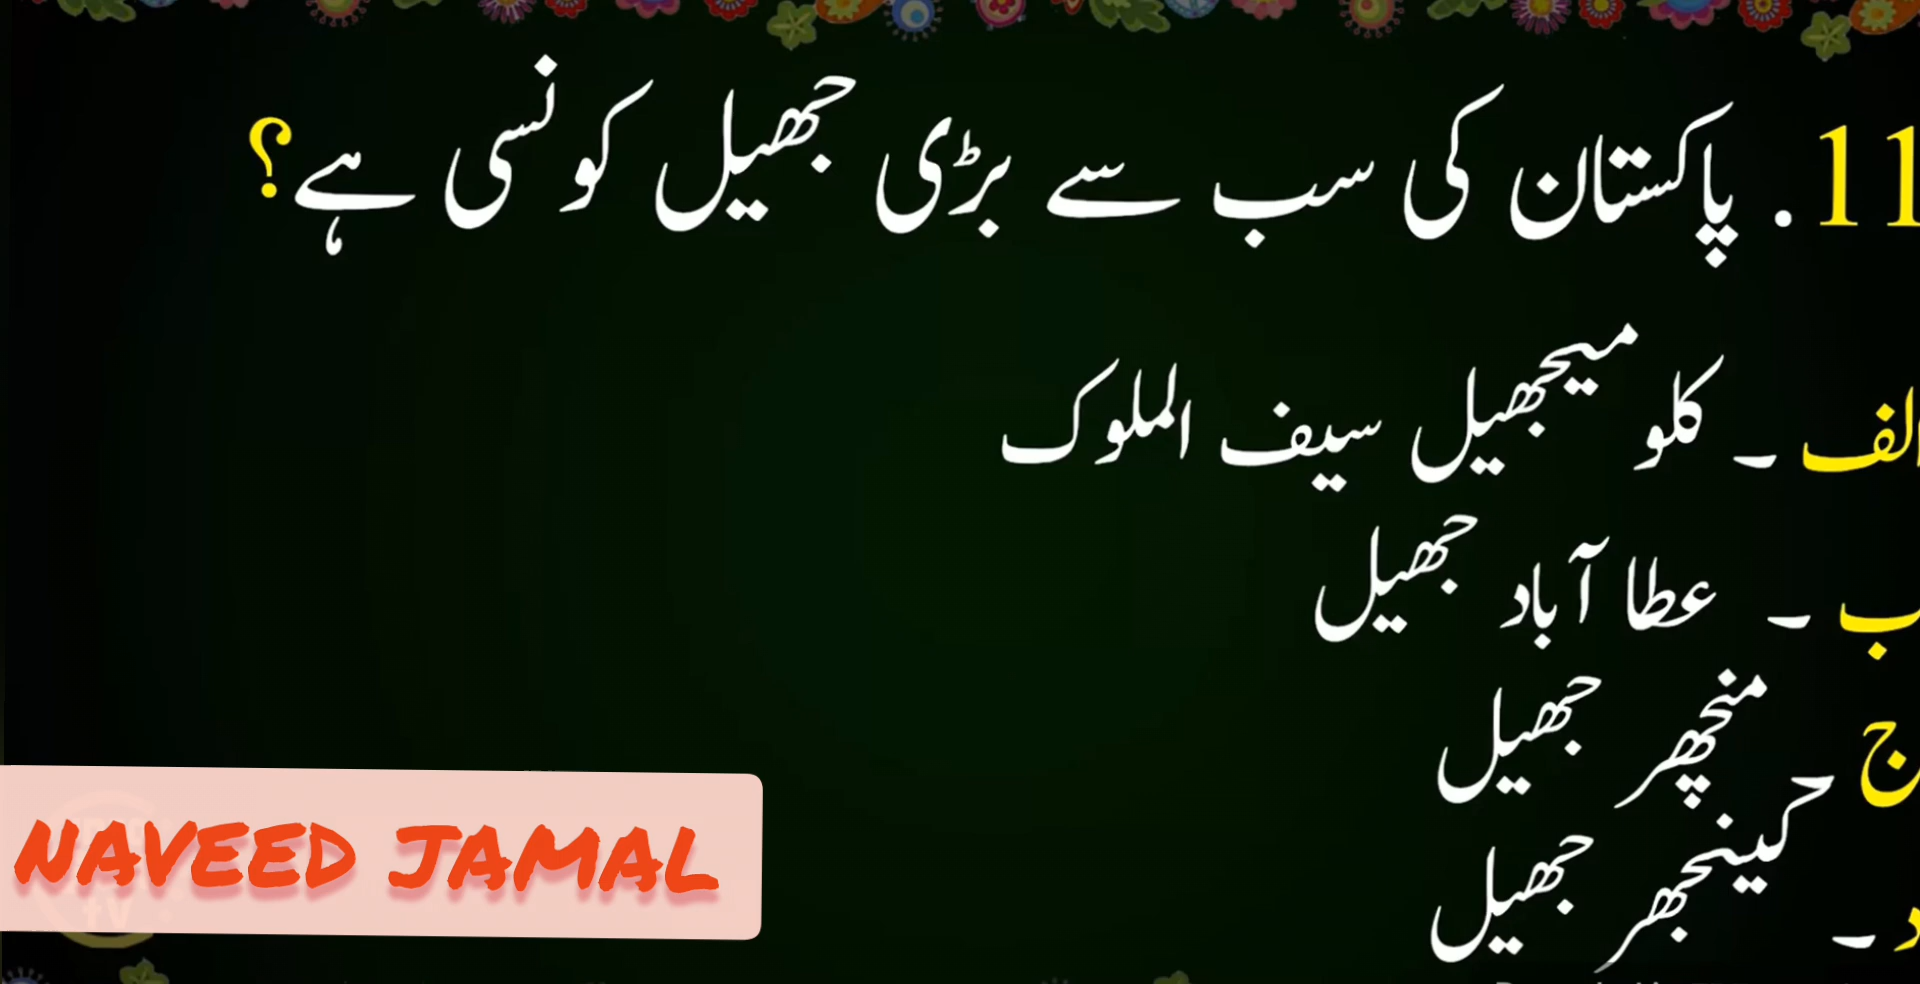 11. پاکستان کی سب سے بڑی جھیل کونسی ہے؟
الف ۔ کلو میجھیل سیف الملوک
ب ۔ عطا آباد جھیل
ج ۔ منچھر جھیل
د ۔ کینجھر جھیل
NAVEED JAMAL
tv